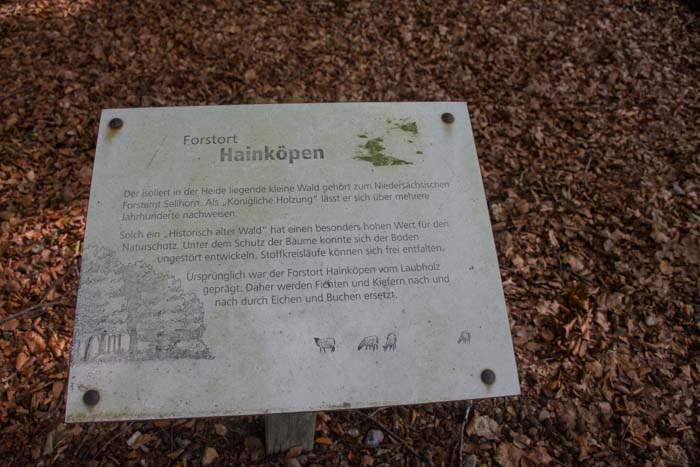 Forstort
Hainköpen
Der isoliert in der Heide liegende kleine Wald gehört zum Niedersächsischen
Forstamt Sellhorn. Als „Königliche Holzung" lässt er sich über mehrere
Jahrhunderte nachweisen.
Solch ein „Historisch alter Wald" hat einen besonders hohen Wert für den
Naturschutz. Unter dem Schutz der Bäume konnte sich der Boden
ungestört entwickeln. Stoffkreisläufe können sich frei entfalten.
Ursprünglich war der Forstort Hainköpen vom Laubholz
geprägt. Daher werden Fichten und Kiefern nach und
nach durch Eichen und Buchen ersetzt.